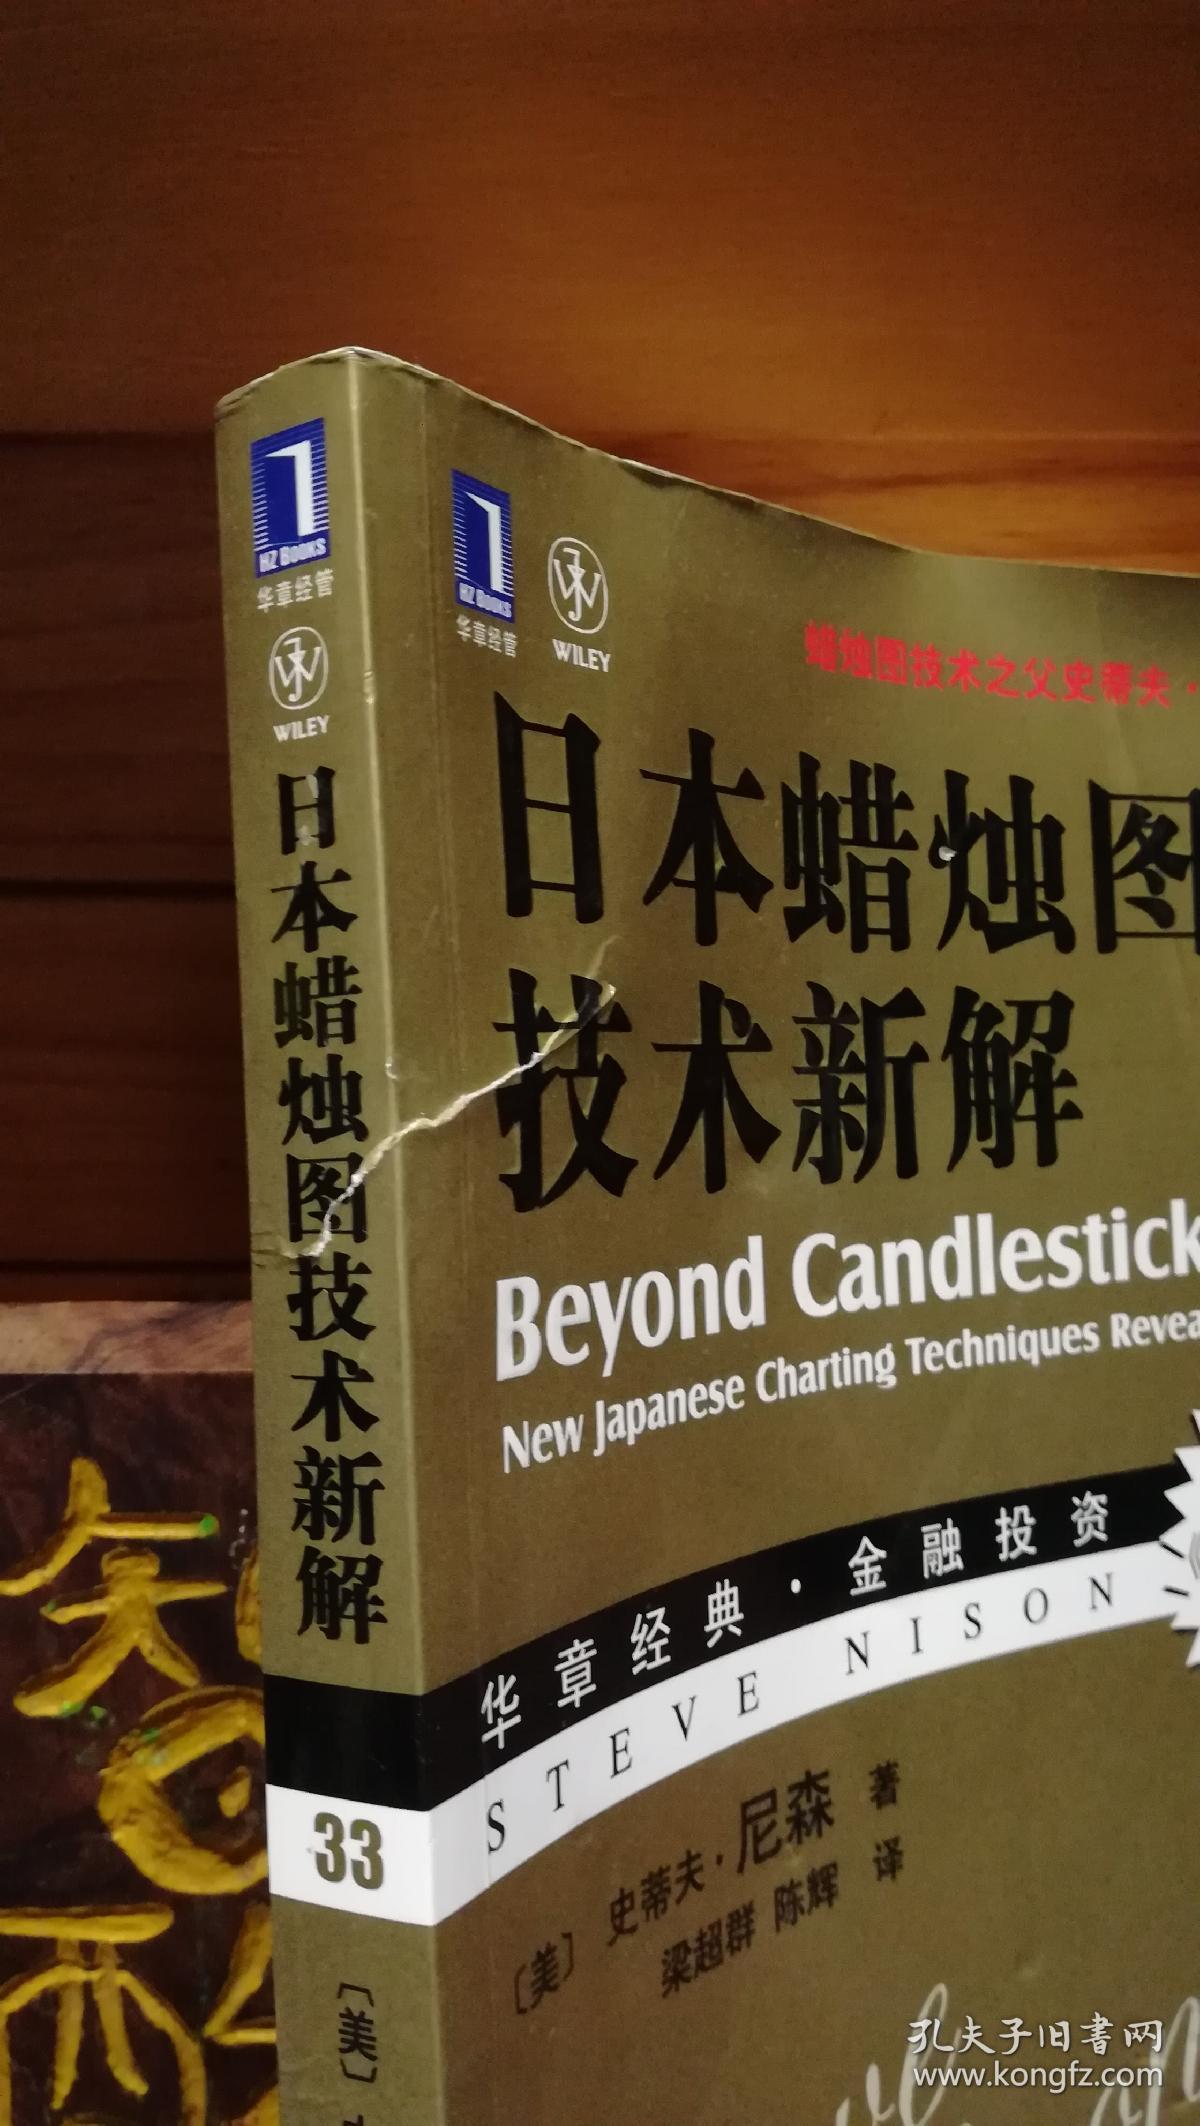 HZ BOOKS
华章经管
WILEY
日本蜡烛图技术新解
33
[美]
HZ BOOKS
华章经管
WILEY
蜡烛图技术之父史蒂夫·
日本蜡烛图
技术新解
Beyond Candlestick
New Japanese Charting Techniques Revea
华章经典·金融投资
STEVE NISON
[美] 史蒂夫·尼森 著
梁超群 陈辉 译
孔夫子旧书网
www.kongfz.com